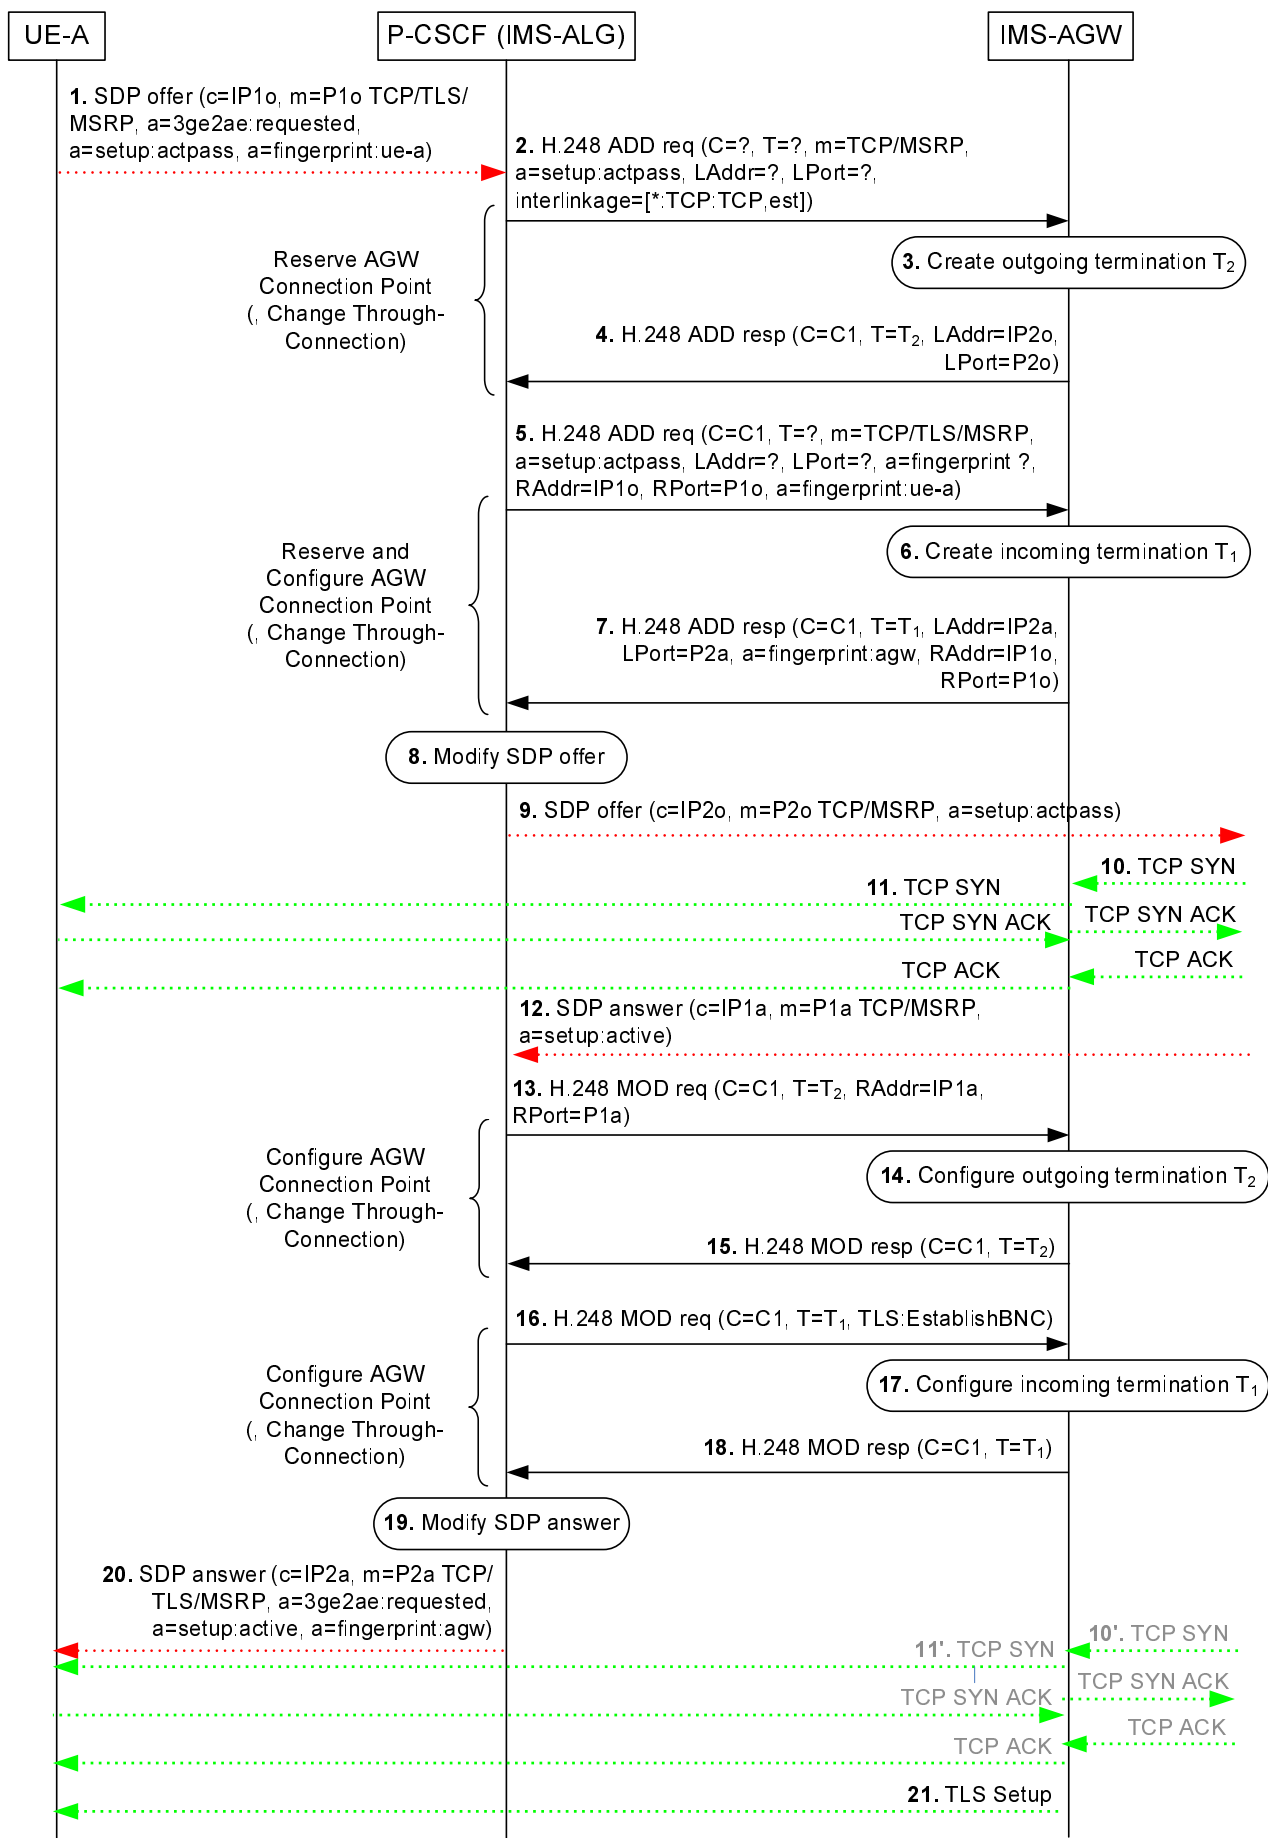 UE-A
P-CSCF (IMS-ALG)
IMS-AGW
1. SDP offer (c=IP1o, m=P1o TCP/TLS/
MSRP, a=3ge2ae:requested,
a=setup:actpass, a=fingerprint:ue-a)
2. H.248 ADD req (C=?, T=?, m=TCP/MSRP,
a=setup:actpass, LAddr=?, LPort=?,
interlinkage=[*:TCP:TCP,est])
Reserve AGW
Connection Point
(, Change Through-
Connection)
3. Create outgoing termination T2
4. H.248 ADD resp (C=C1, T=T2, LAddr=IP2o,
LPort=P2o)
5. H.248 ADD req (C=C1, T=?, m=TCP/TLS/MSRP,
a=setup:actpass, LAddr=?, LPort=?, a=fingerprint ?,
RAddr=IP1o, RPort=P1o, a=fingerprint:ue-a)
Reserve and
Configure AGW
Connection Point
(, Change Through-
Connection)
6. Create incoming termination T1
7. H.248 ADD resp (C=C1, T=T1, LAddr=IP2a,
LPort=P2a, a=fingerprint:agw, RAddr=IP1o,
RPort=P1o)
8. Modify SDP offer
9. SDP offer (c=IP2o, m=P2o TCP/MSRP, a=setup:actpass)
10. TCP SYN
11. TCP SYN
TCP SYN ACK
TCP SYN ACK
TCP ACK
TCP ACK
12. SDP answer (c=IP1a, m=P1a TCP/MSRP,
a=setup:active)
13. H.248 MOD req (C=C1, T=T2, RAddr=IP1a,
RPort=P1a)
Configure AGW
Connection Point
(, Change Through-
Connection)
14. Configure outgoing termination T2
15. H.248 MOD resp (C=C1, T=T2)
16. H.248 MOD req (C=C1, T=T1, TLS:EstablishBNC)
Configure AGW
Connection Point
(, Change Through-
Connection)
17. Configure incoming termination T1
18. H.248 MOD resp (C=C1, T=T1)
19. Modify SDP answer
20. SDP answer (c=IP2a, m=P2a TCP/
TLS/MSRP, a=3ge2ae:requested,
a=setup:active, a=fingerprint:agw)
10'. TCP SYN
11'. TCP SYN
TCP SYN ACK
TCP SYN ACK
TCP ACK
TCP ACK
21. TLS Setup